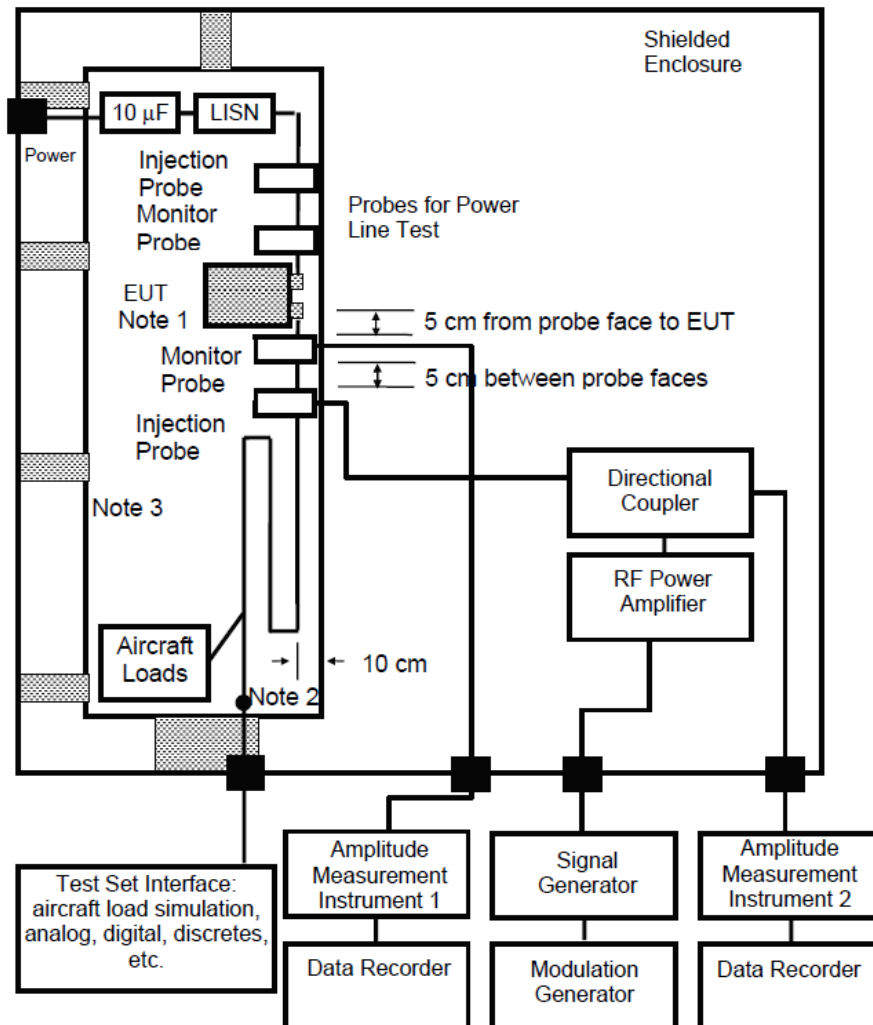 Shielded
Enclosure
10 μF
LISN
Power
Injection
Probe
Monitor
Probe
Probes for Power
Line Test
EUT
Note 1
5 cm from probe face to EUT
Monitor
Probe
5 cm between probe faces
Injection
Probe
Directional
Coupler
Note 3
RF Power
Amplifier
Aircraft
Loads
10 cm
Note 2
Test Set Interface:
aircraft load simulation,
analog, digital, discretes,
etc.
Amplitude
Measurement
Instrument 1
Signal
Generator
Amplitude
Measurement
Instrument 2
Data Recorder
Modulation
Generator
Data Recorder